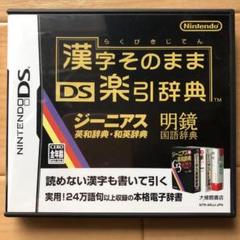 Nintendo
NINTENDO DS
らくびきじてん
漢字そのまま
DS 楽引辞典
TM
ジーニアス
英和辞典・和英辞典
明鏡
国語辞典
CERO
読めない漢字も書いて引く
実用!24万語句以上収録の本格電子辞書
大修館書店